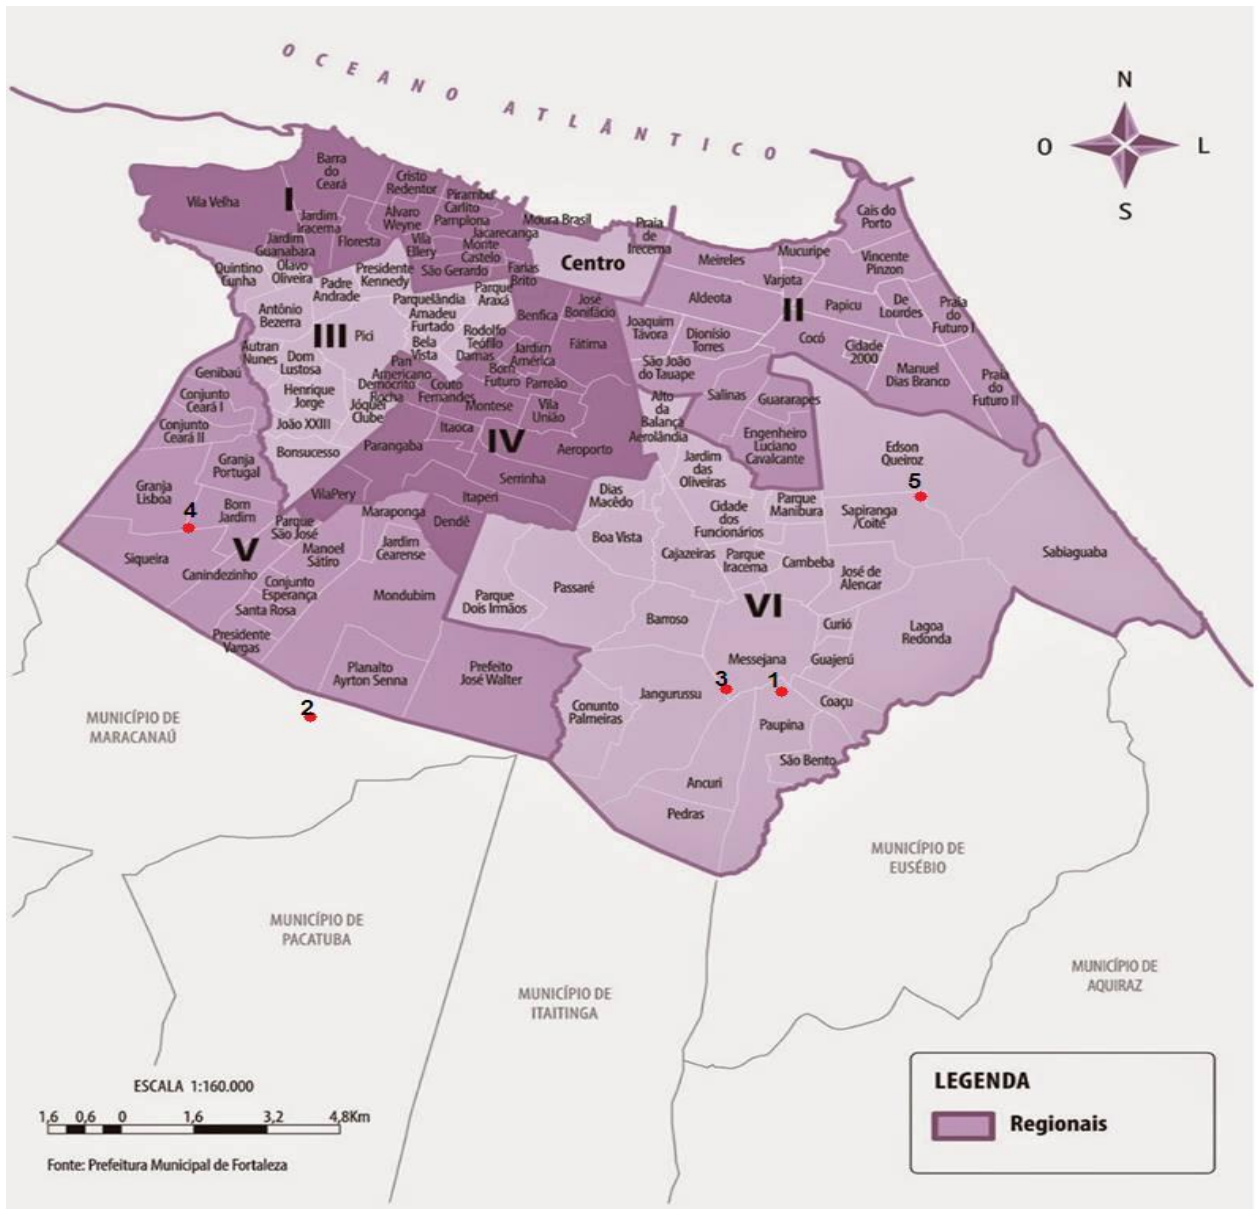 OCEANO ATLÂNTICO
N
O
L
S
Barra
do
Ceará
Vila Velha
I
Cristo
Redentor
Pirambu
Carlito
Pamplona
Jardim
Iracema
Alvaro
Weyne
Jacarecanga
Moura Brasil
Jardim
Guanabara
Floresta
Vila
Ellery
Monte
Castelo
São Gerardo
Farias
Brito
Centro
Praia
de
Irecema
Meireles
Mucuripe
Cais do
Porto
Vincente
Pinzon
Varjota
II
Aldeota
Papicu
De
Lourdes
Praia
do
Futuro I
Joaquim
Távora
Dionísio
Torres
Cocó
Cidade
2000
Manuel
Dias Branco
Praia
do
Futuro II
São João
do Tauape
Salinas
Guararapes
Engenheiro
Luciano
Cavalcante
Quintino
Cunha
Olavo
Oliveira
Padre
Andrade
Presidente
Kennedy
Parquelândia
Parque
Araxá
Antônio
Bezerra
III
Pici
Amadeu
Furtado
Bela
Vista
Rodolfo
Teófilo
Damas
Autran
Nunes
Dom
Lustosa
Pan
Americano
Henrique
Jorge
Demócrito
Rocha
Jóquei
Clube
João XXIII
Bonsucesso
Benfica
José
Bonifácio
Fátima
Jardim
América
Bom
Futuro
Parreão
Couto
Fernandes
Montese
Vila
União
Itaoca
IV
Aeroporto
Parangaba
Serrinha
VilaPery
Itaperi
Dendê
Genibaú
Conjunto
Ceará I
Conjunto
Ceará II
Granja
Portugal
Granja
Lisboa
4
Bom
Jardim
V
Siqueira
Canindezinho
Parque
São José
Manoel
Sátiro
Maraponga
Jardim
Cearense
Conjunto
Esperança
Santa Rosa
Mondubim
Presidente
Vargas
Planalto
Ayrton Senna
Prefeito
José Walter
2
Alto
da
Balança
Aerolândia
Jardim
das
Oliveiras
Edson
Queiroz
5
Dias
Macêdo
Cidade
dos
Funcionários
Parque
Manibura
Sapiranga
/Coité
Boa Vista
Cajazeiras
Parque
Iracema
Cambeba
José de
Alencar
Sabiaguaba
Passaré
Parque
Dois Irmãos
Barroso
VI
Curió
Lagoa
Redonda
Messejana
Guajerú
3
1
Jangurussu
Coaçu
Conunto
Palmeiras
Paupina
São Bento
Ancuri
Pedras
MUNICÍPIO DE
MARACANAÚ
MUNICÍPIO DE
PACATUBA
MUNICÍPIO DE
ITAITINGA
MUNICÍPIO DE
EUSÉBIO
MUNICÍPIO DE
AQUIRAZ
ESCALA 1:160.000
1,6 0,6 0 1,6 3,2 4,8Km
Fonte: Prefeitura Municipal de Fortaleza
LEGENDA
Regionais